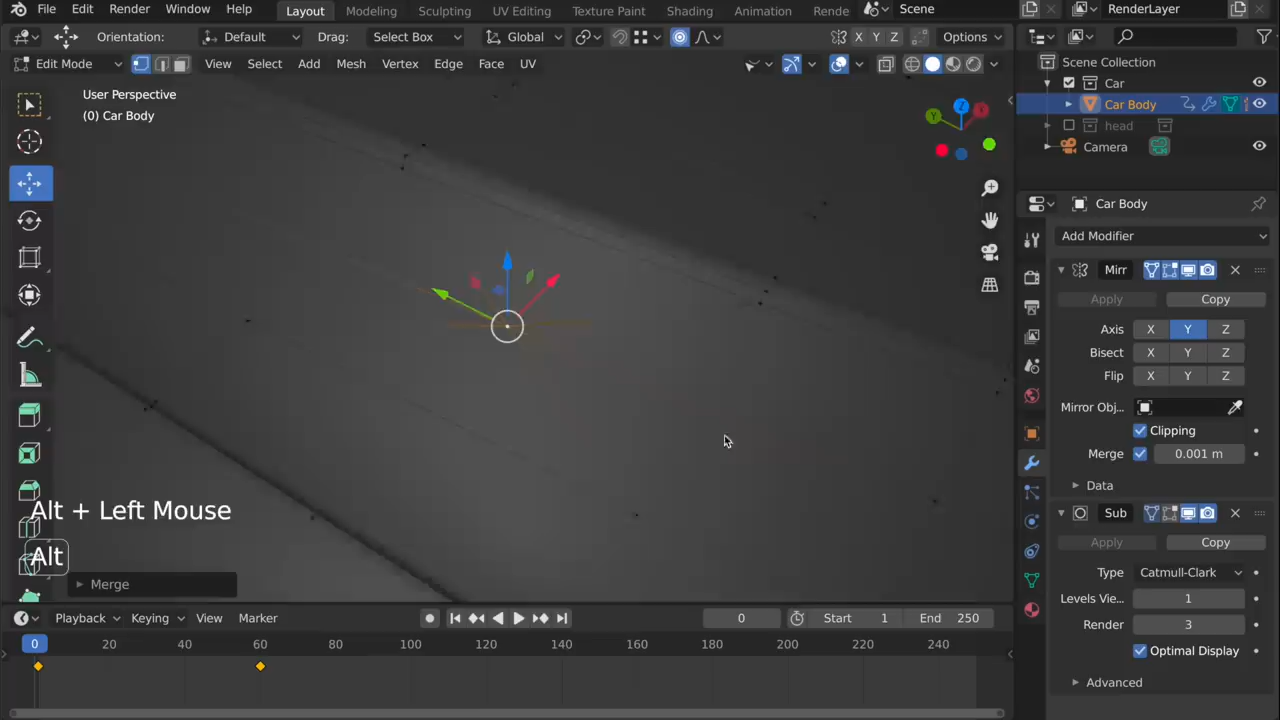 File Edit Render Window Help Layout Modeling Sculpting UV Editing Texture Paint Shading Animation Rende Scene RenderLayer
Orientation: Default Drag: Select Box Global X Y Z Options
Edit Mode View Select Add Mesh Vertex Edge Face UV
Scene Collection
Car
Car Body
head
Camera
User Perspective
(0) Car Body
Z
Y
X
Car Body
Add Modifier
Mirr
Apply Copy
Axis X Y Z
Bisect X Y Z
Flip X Y Z
Mirror Obj...
Clipping
Merge 0.001 m
Data
Sub
Apply Copy
Type Catmull-Clark
Levels Vie... 1
Render 3
Optimal Display
Advanced
Alt + Left Mouse
Alt
Merge
Playback Keying View Marker 0 Start 1 End 250
0 20 40 60 80 100 120 140 160 180 200 220 240